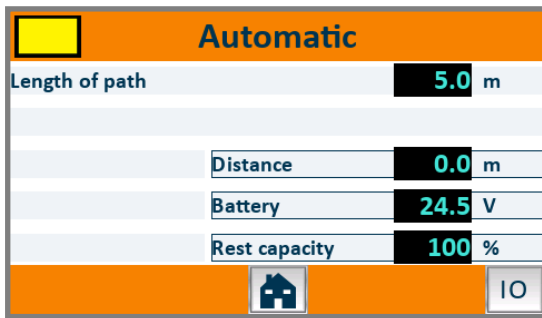 Automatic
Length of path 5.0 m
Distance 0.0 m
Battery 24.5 V
Rest capacity 100 %
IO